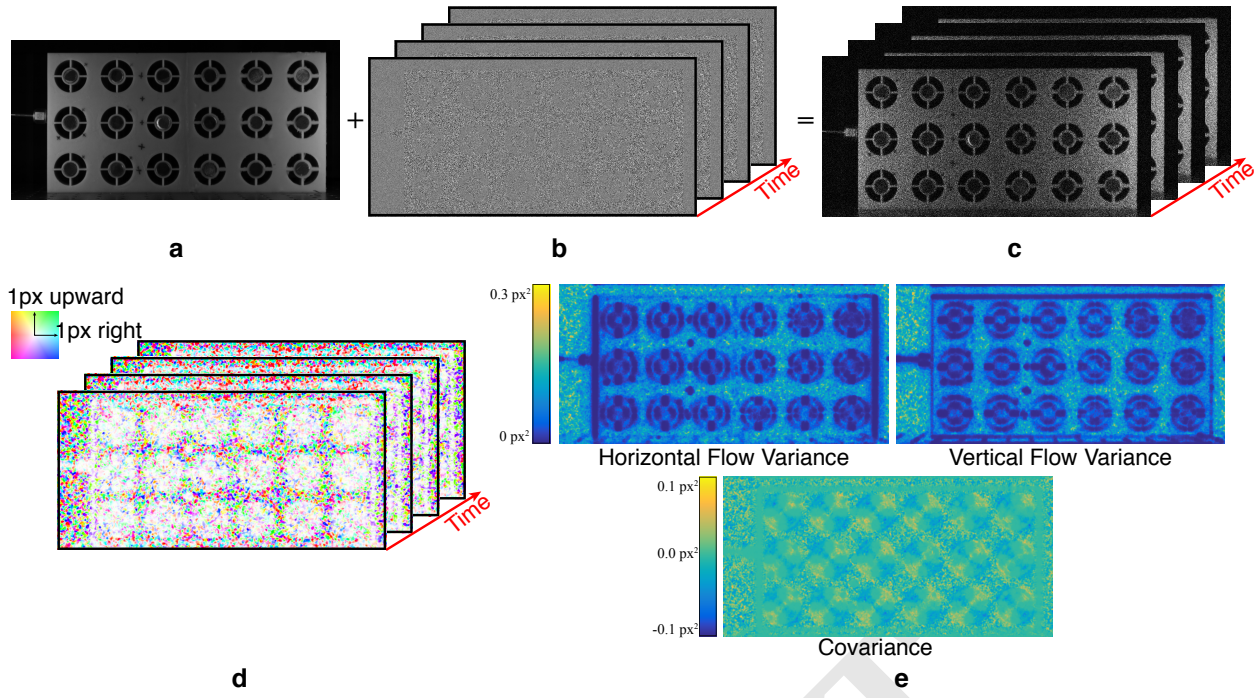 +
=
Time
Time
a
b
c
1px upward
1px right
Time
d
0.3 px²
0 px²
Horizontal Flow Variance
Vertical Flow Variance
0.1 px²
0.0 px²
-0.1 px²
Covariance
e